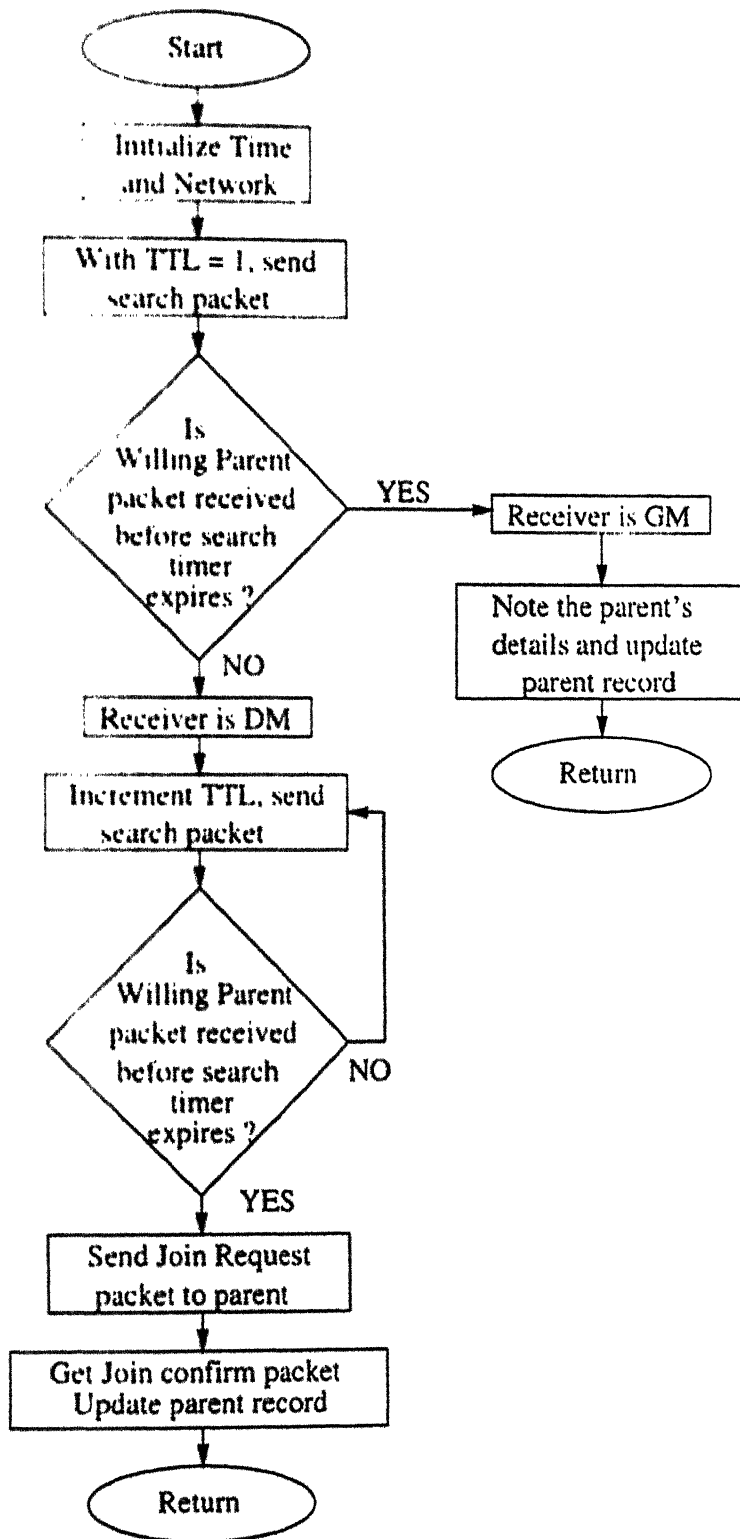 Start
Initialize Time
and Network
With TTL = 1, send
search packet
Is
Willing Parent
packet received
before search
timer
expires ?
YES
Receiver is GM
Note the parent's
details and update
parent record
Return
NO
Receiver is DM
Increment TTL, send
search packet
Is
Willing Parent
packet received
before search
timer
expires ?
NO
YES
Send Join Request
packet to parent
Get Join confirm packet
Update parent record
Return